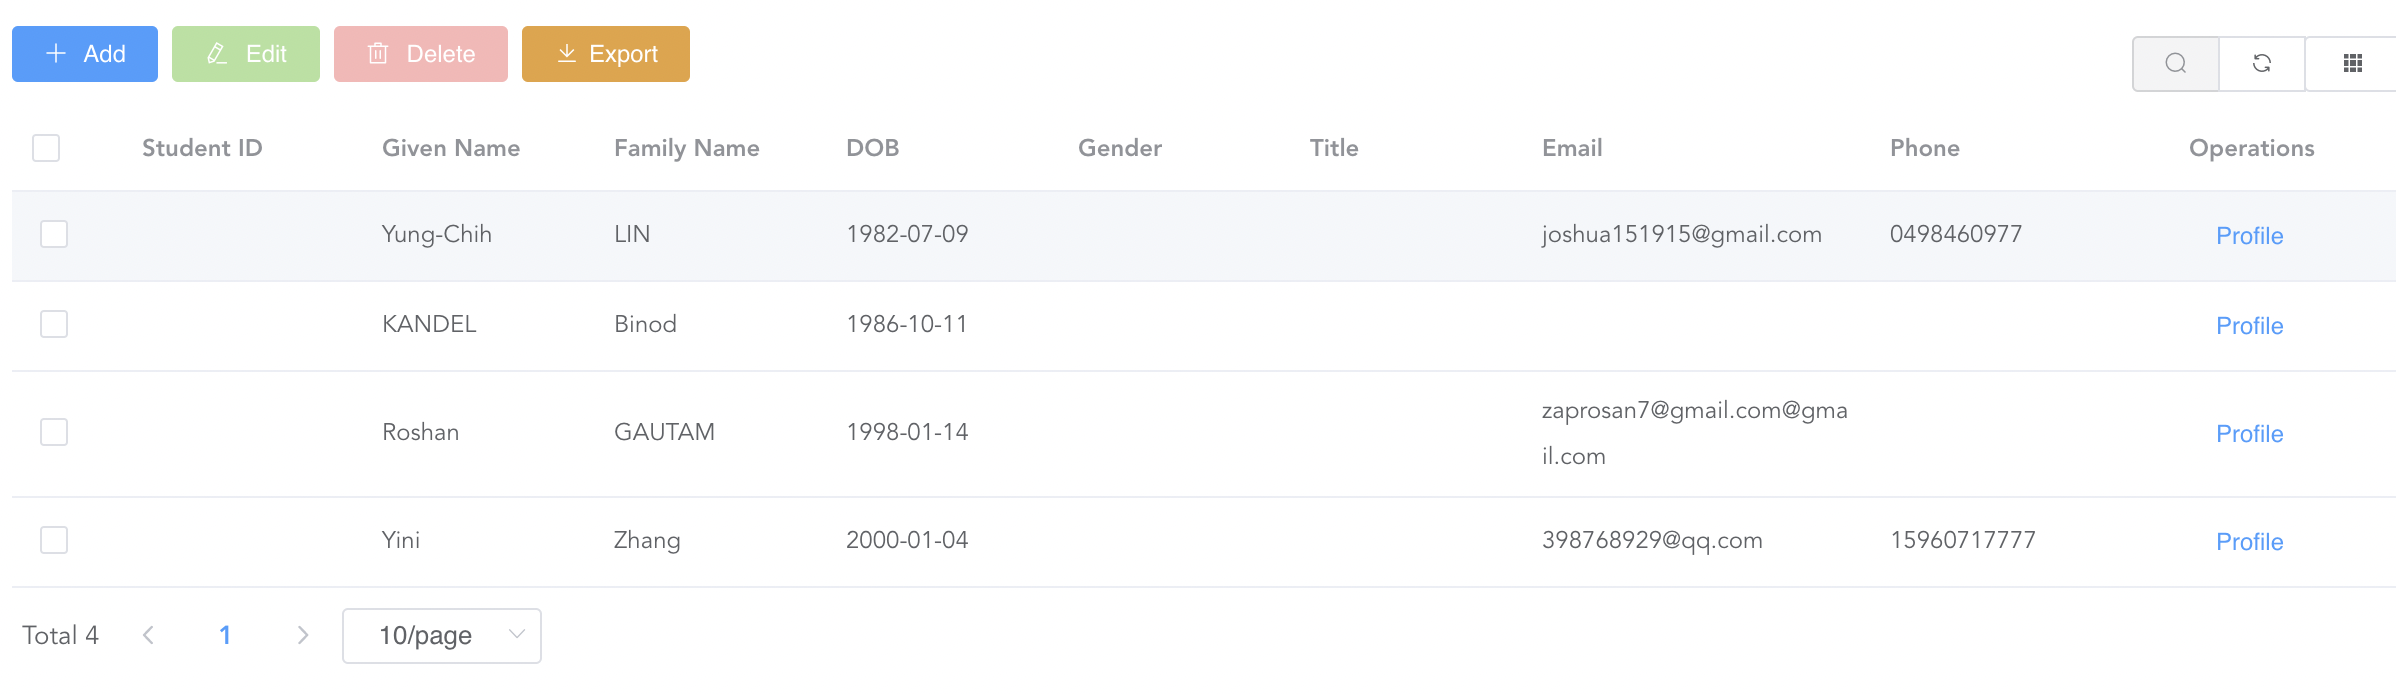 Add Edit Delete Export
Student ID Given Name Family Name DOB Gender Title Email Phone Operations
Yung-Chih LIN 1982-07-09 joshua151915@gmail.com 0498460977 Profile
KANDEL Binod 1986-10-11 Profile
Roshan GAUTAM 1998-01-14 zaprosan7@gmail.com@gma
il.com Profile
Yini Zhang 2000-01-04 398768929@qq.com 15960717777 Profile
Total 4 1 10/page